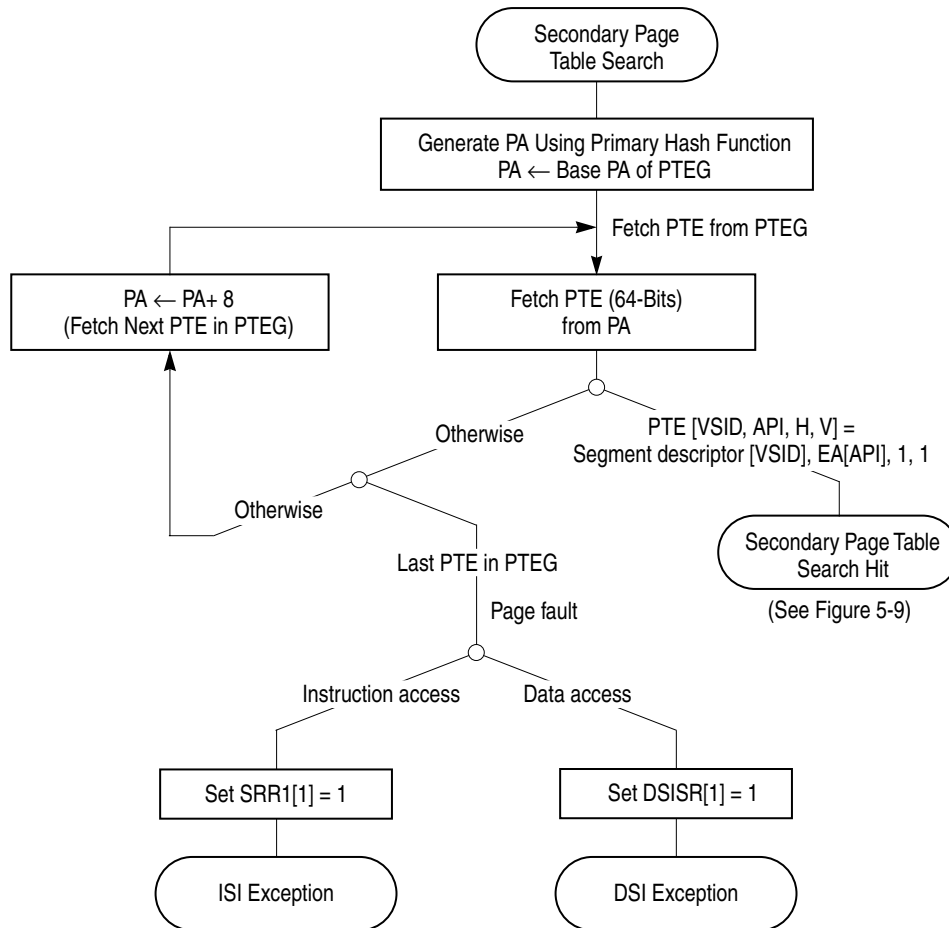 Secondary Page
Table Search
Generate PA Using Primary Hash Function
PA ← Base PA of PTEG
Fetch PTE from PTEG
PA ← PA+ 8
(Fetch Next PTE in PTEG)
Fetch PTE (64-Bits)
from PA
Otherwise
PTE [VSID, API, H, V] =
Segment descriptor [VSID], EA[API], 1, 1
Otherwise
Secondary Page Table
Search Hit
(See Figure 5-9)
Last PTE in PTEG
Page fault
Instruction access
Data access
Set SRR1[1] = 1
Set DSISR[1] = 1
ISI Exception
DSI Exception